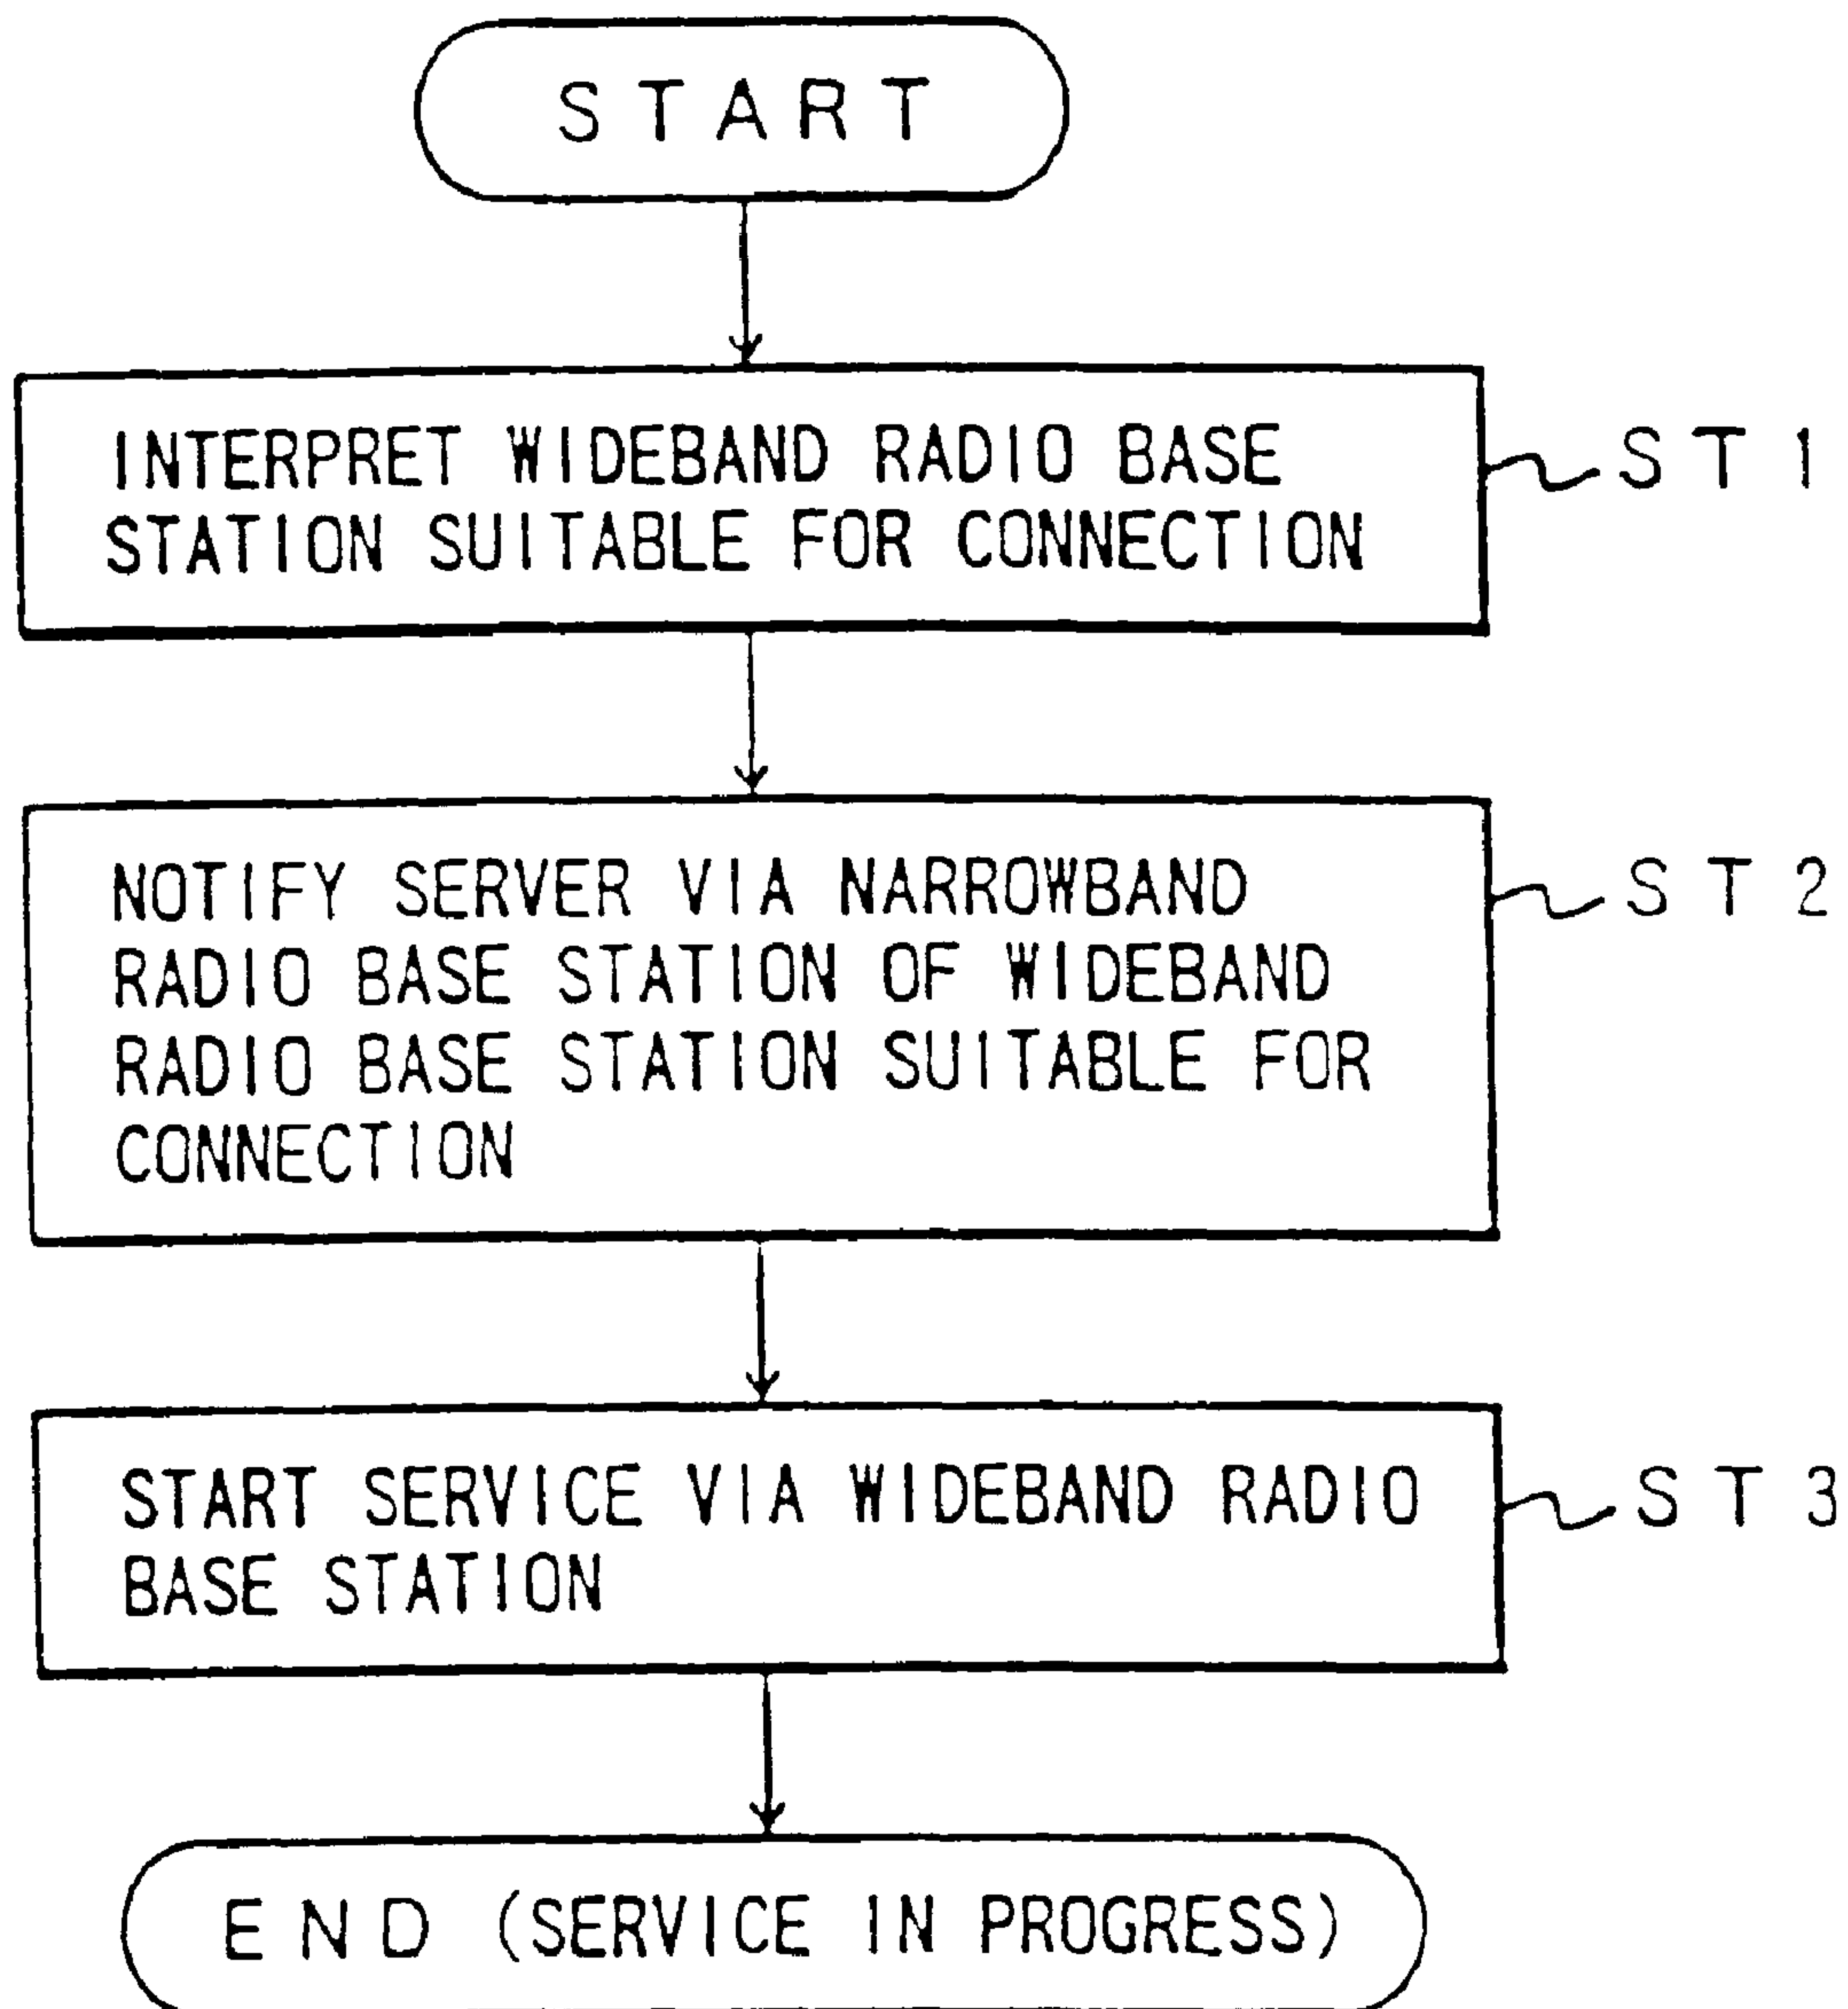 START
INTERPRET WIDEBAND RADIO BASE
STATION SUITABLE FOR CONNECTION
ST1
NOTIFY SERVER VIA NARROWBAND
RADIO BASE STATION OF WIDEBAND
RADIO BASE STATION SUITABLE FOR
CONNECTION
ST2
START SERVICE VIA WIDEBAND RADIO
BASE STATION
ST3
END (SERVICE IN PROGRESS)